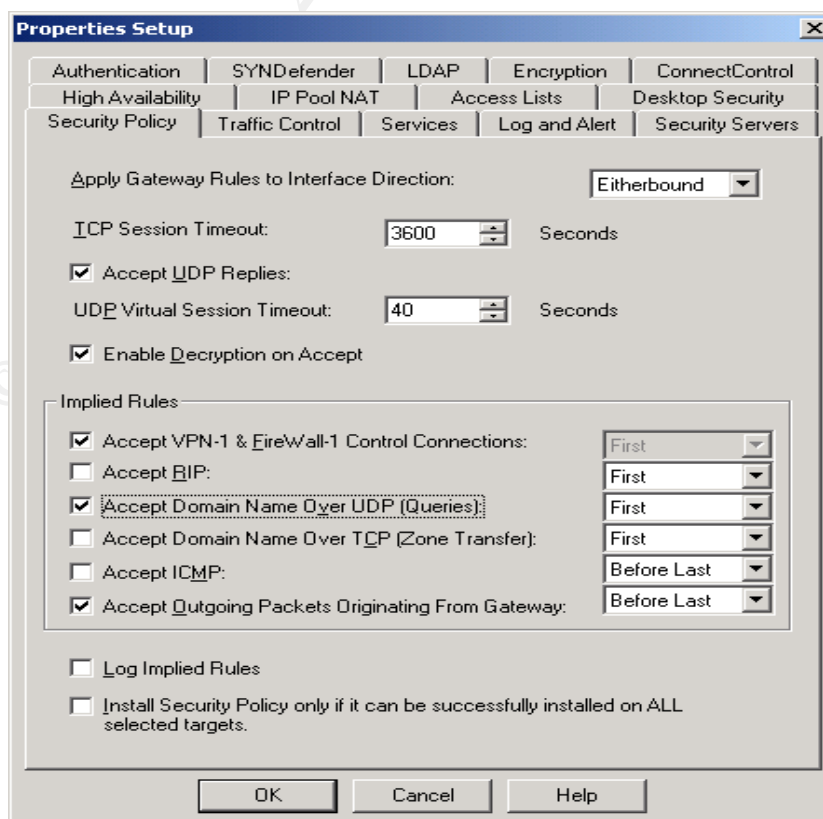 Properties Setup
Authentication SYNDefender LDAP Encryption ConnectControl
High Availability IP Pool NAT Access Lists Desktop Security
Security Policy Traffic Control Services Log and Alert Security Servers
Apply Gateway Rules to Interface Direction: Eitherbound
TCP Session Timeout: 3600 Seconds
Accept UDP Replies:
UDP Virtual Session Timeout: 40 Seconds
Enable Decryption on Accept
Implied Rules
Accept VPN-1 & FireWall-1 Control Connections: First
Accept RIP: First
Accept Domain Name Over UDP (Queries): First
Accept Domain Name Over TCP (Zone Transfer): First
Accept ICMP: Before Last
Accept Outgoing Packets Originating From Gateway: Before Last
Log Implied Rules
Install Security Policy only if it can be successfully installed on ALL
selected targets.
OK Cancel Help